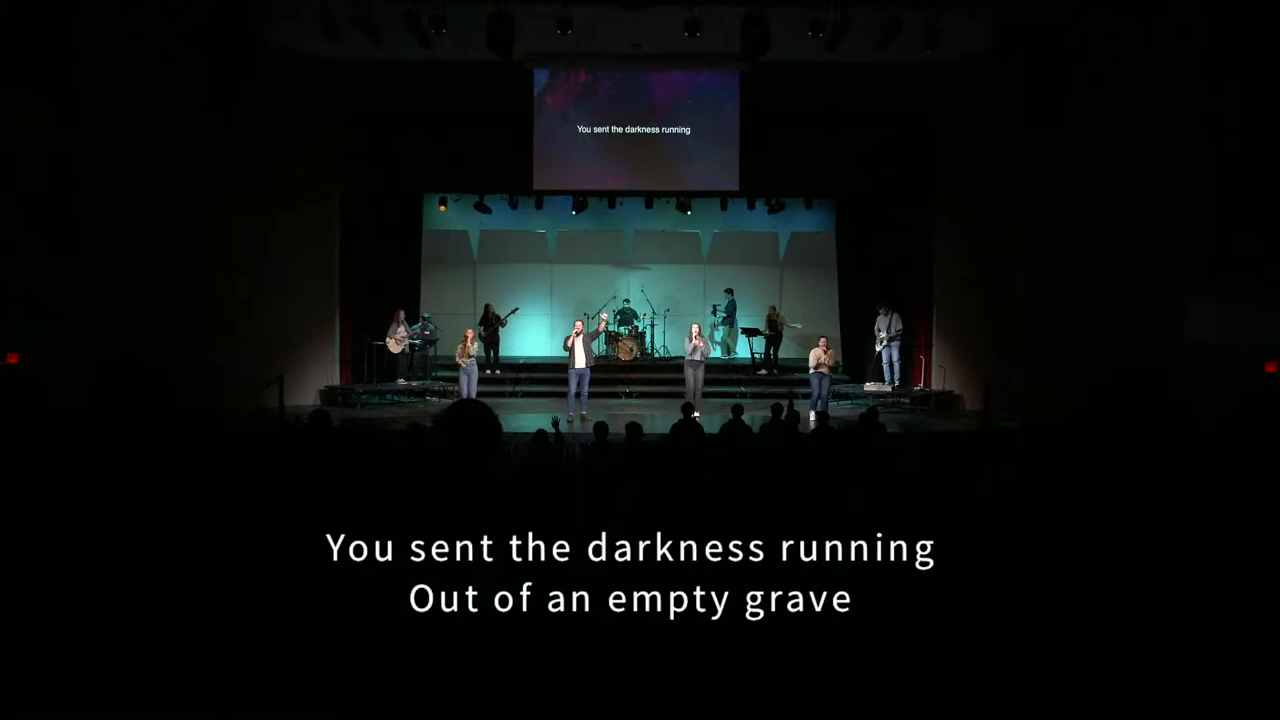 You sent the darkness running
You sent the darkness running
Out of an empty grave